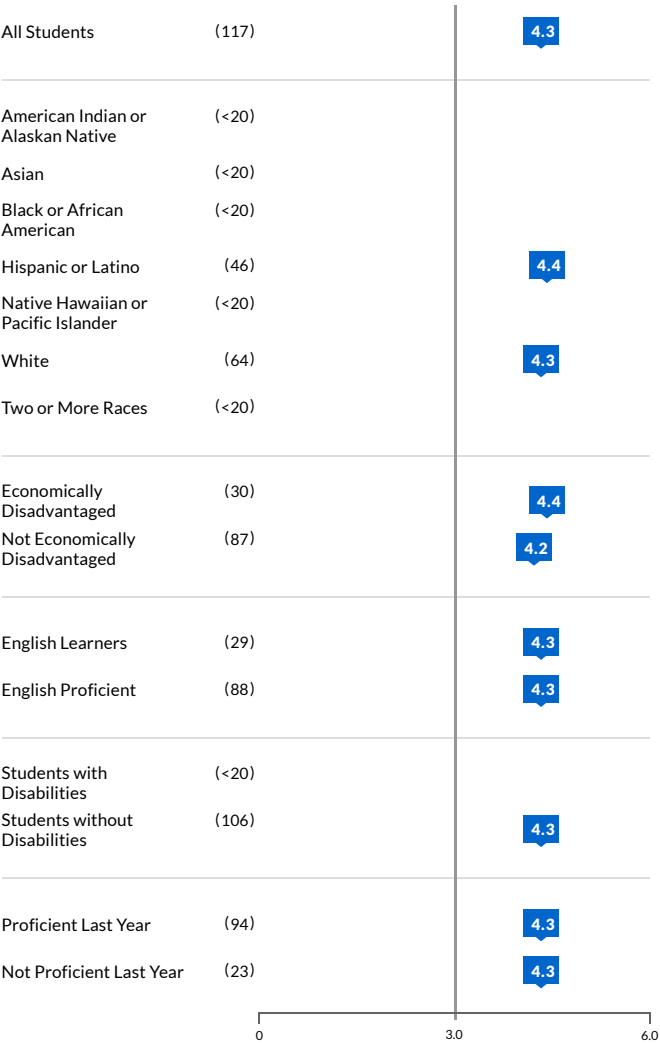 All Students (117) 4.3
American Indian or (<20)
Alaskan Native
Asian (<20)
Black or African (<20)
American
Hispanic or Latino (46) 4.4
Native Hawaiian or (<20)
Pacific Islander
White (64) 4.3
Two or More Races (<20)
Economically (30) 4.4
Disadvantaged
Not Economically (87) 4.2
Disadvantaged
English Learners (29) 4.3
English Proficient (88) 4.3
Students with (<20)
Disabilities
Students without (106) 4.3
Disabilities
Proficient Last Year (94) 4.3
Not Proficient Last Year (23) 4.3
0 3.0 6.0